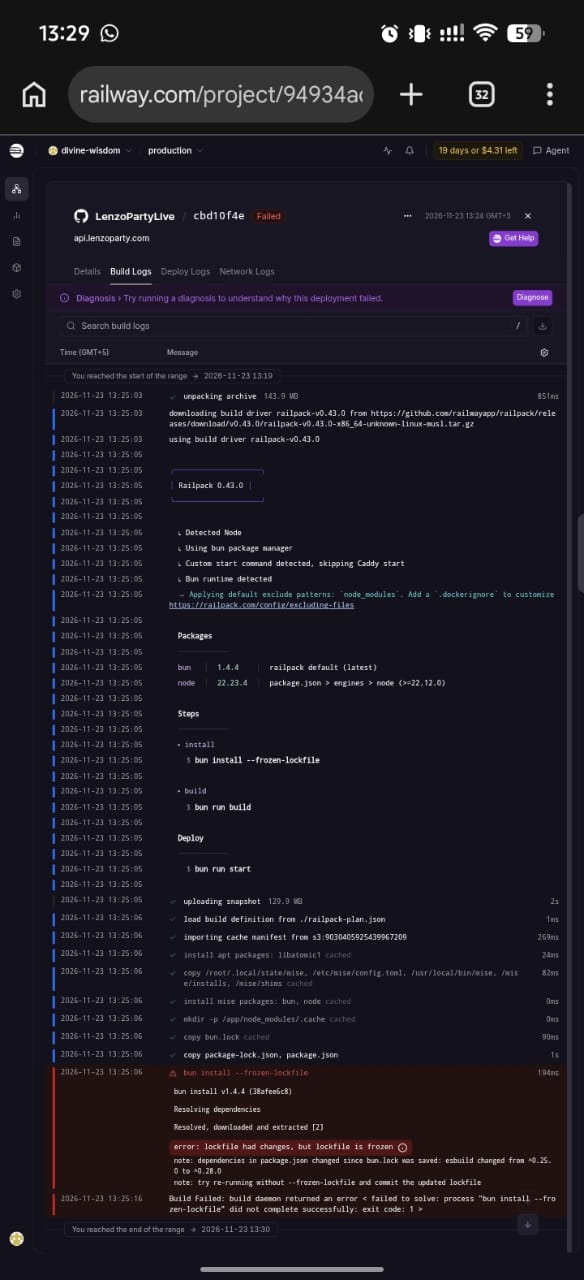 13:29
59
railway.com/project/94934a
32
divine-wisdom
production
19 days or $4.31 left
Agent
LenzoPartyLive / cbd10f4e Failed
2026-11-23 13:24 GMT+5
api.lenzoparty.com
Get Help
Details Build Logs Deploy Logs Network Logs
Diagnosis › Try running a diagnosis to understand why this deployment failed.
Diagnose
Search build logs
/
Time (GMT+5) Message
You reached the start of the range → 2026-11-23 13:19
2026-11-23 13:25:03 ✓ unpacking archive 143.9 MB 851ms
2026-11-23 13:25:03 downloading build driver railpack-v0.43.0 from https://github.com/railwayapp/railpack/rele
ases/download/v0.43.0/railpack-v0.43.0-x86_64-unknown-linux-musl.tar.gz
2026-11-23 13:25:03 using build driver railpack-v0.43.0
2026-11-23 13:25:05
2026-11-23 13:25:05
2026-11-23 13:25:05 Railpack 0.43.0
2026-11-23 13:25:05
2026-11-23 13:25:05
2026-11-23 13:25:05 ↳ Detected Node
2026-11-23 13:25:05 ↳ Using bun package manager
2026-11-23 13:25:05 ↳ Custom start command detected, skipping Caddy start
2026-11-23 13:25:05 ↳ Bun runtime detected
2026-11-23 13:25:05 → Applying default exclude patterns: `node_modules`. Add a `.dockerignore` to customize
https://railpack.com/config/excluding-files
2026-11-23 13:25:05
2026-11-23 13:25:05 Packages
2026-11-23 13:25:05
2026-11-23 13:25:05 bun | 1.4.4 | railpack default (latest)
2026-11-23 13:25:05 node | 22.23.4 | package.json > engines > node (>=22.12.0)
2026-11-23 13:25:05
2026-11-23 13:25:05 Steps
2026-11-23 13:25:05
2026-11-23 13:25:05 • install
2026-11-23 13:25:05 $ bun install --frozen-lockfile
2026-11-23 13:25:05
2026-11-23 13:25:05 • build
2026-11-23 13:25:05 $ bun run build
2026-11-23 13:25:05
2026-11-23 13:25:05 Deploy
2026-11-23 13:25:05
2026-11-23 13:25:05 $ bun run start
2026-11-23 13:25:05
2026-11-23 13:25:05 ✓ uploading snapshot 129.9 MB 2s
2026-11-23 13:25:06 ✓ load build definition from ./railpack-plan.json 1ms
2026-11-23 13:25:06 ✓ importing cache manifest from s3:9030405925439967209 269ms
2026-11-23 13:25:06 ✓ install apt packages: libatomic1 cached 24ms
2026-11-23 13:25:06 ✓ copy /root/.local/state/mise, /etc/mise/config.toml, /usr/local/bin/mise, /mis 82ms
e/installs, /mise/shims cached
2026-11-23 13:25:06 ✓ install mise packages: bun, node cached 0ms
2026-11-23 13:25:06 ✓ mkdir -p /app/node_modules/.cache cached 0ms
2026-11-23 13:25:06 ✓ copy bun.lock cached 90ms
2026-11-23 13:25:06 ✓ copy package-lock.json, package.json 1s
2026-11-23 13:25:06 bun install --frozen-lockfile 194ms
bun install v1.4.4 (38afee6c8)
Resolving dependencies
Resolved, downloaded and extracted [2]
error: lockfile had changes, but lockfile is frozen
note: dependencies in package.json changed since bun.lock was saved: esbuild changed from ^0.25.
0 to ^0.28.0
note: try re-running without --frozen-lockfile and commit the updated lockfile
2026-11-23 13:25:16 Build Failed: build daemon returned an error < failed to solve: process "bun install --fro
zen-lockfile" did not complete successfully: exit code: 1 >
You reached the end of the range → 2026-11-23 13:30